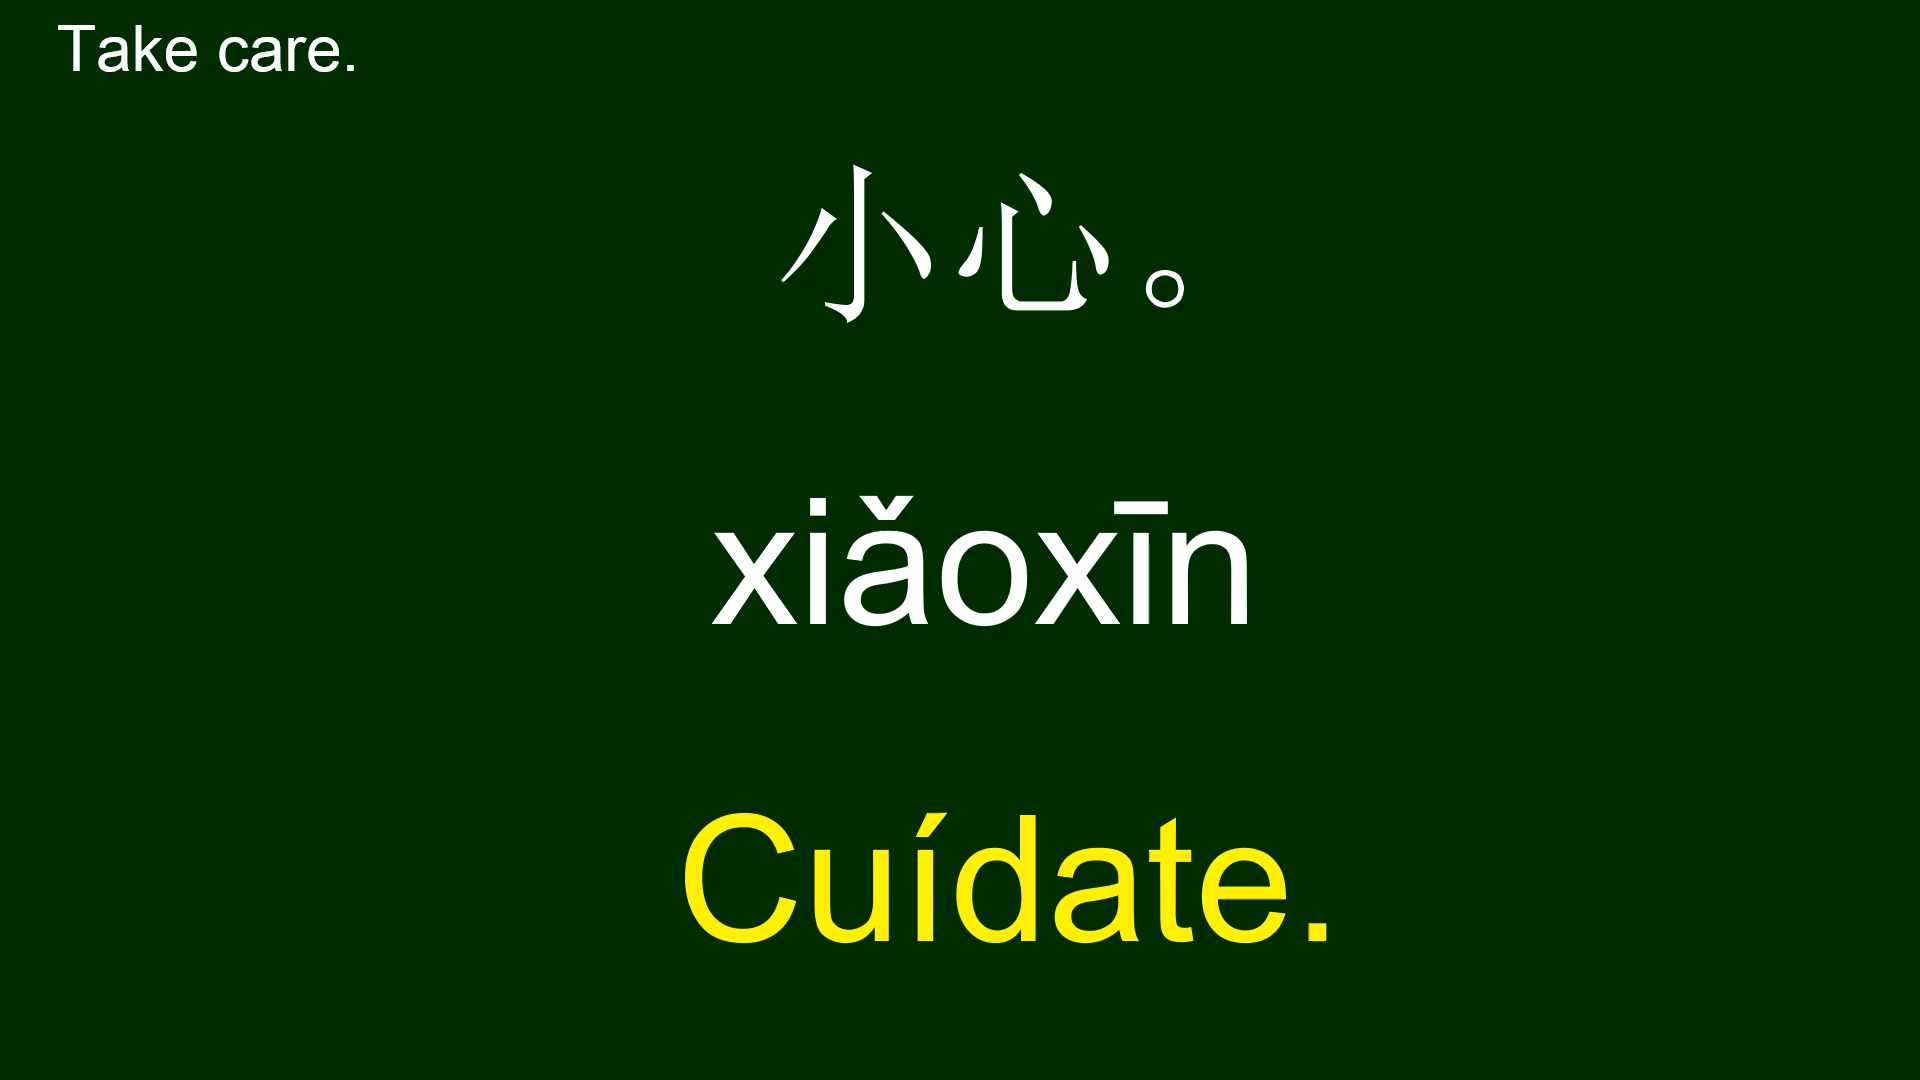 Take care.
小心。
xiǎoxīn
Cuídate.